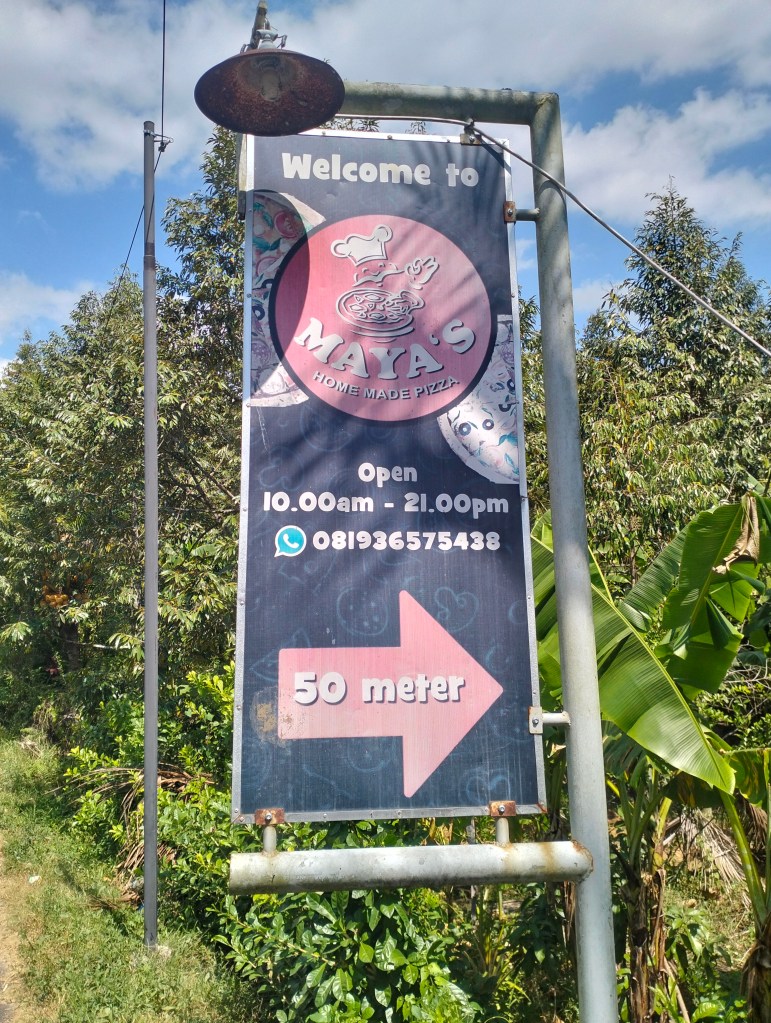 Welcome to
MAYA'S
HOME MADE PIZZA
Open
10.00am - 21.00pm
081936575438
50 meter